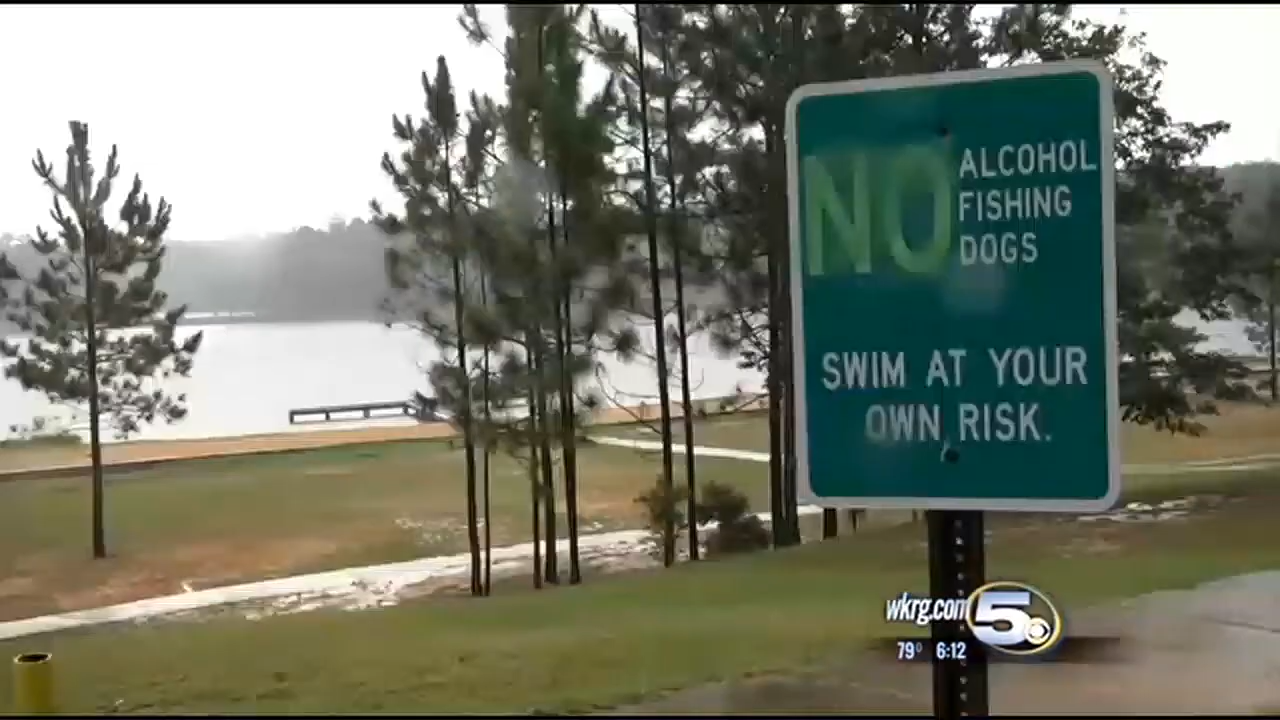 NO ALCOHOL
FISHING
DOGS
SWIM AT YOUR
OWN RISK.
wkrg.com 5
79° 6:12